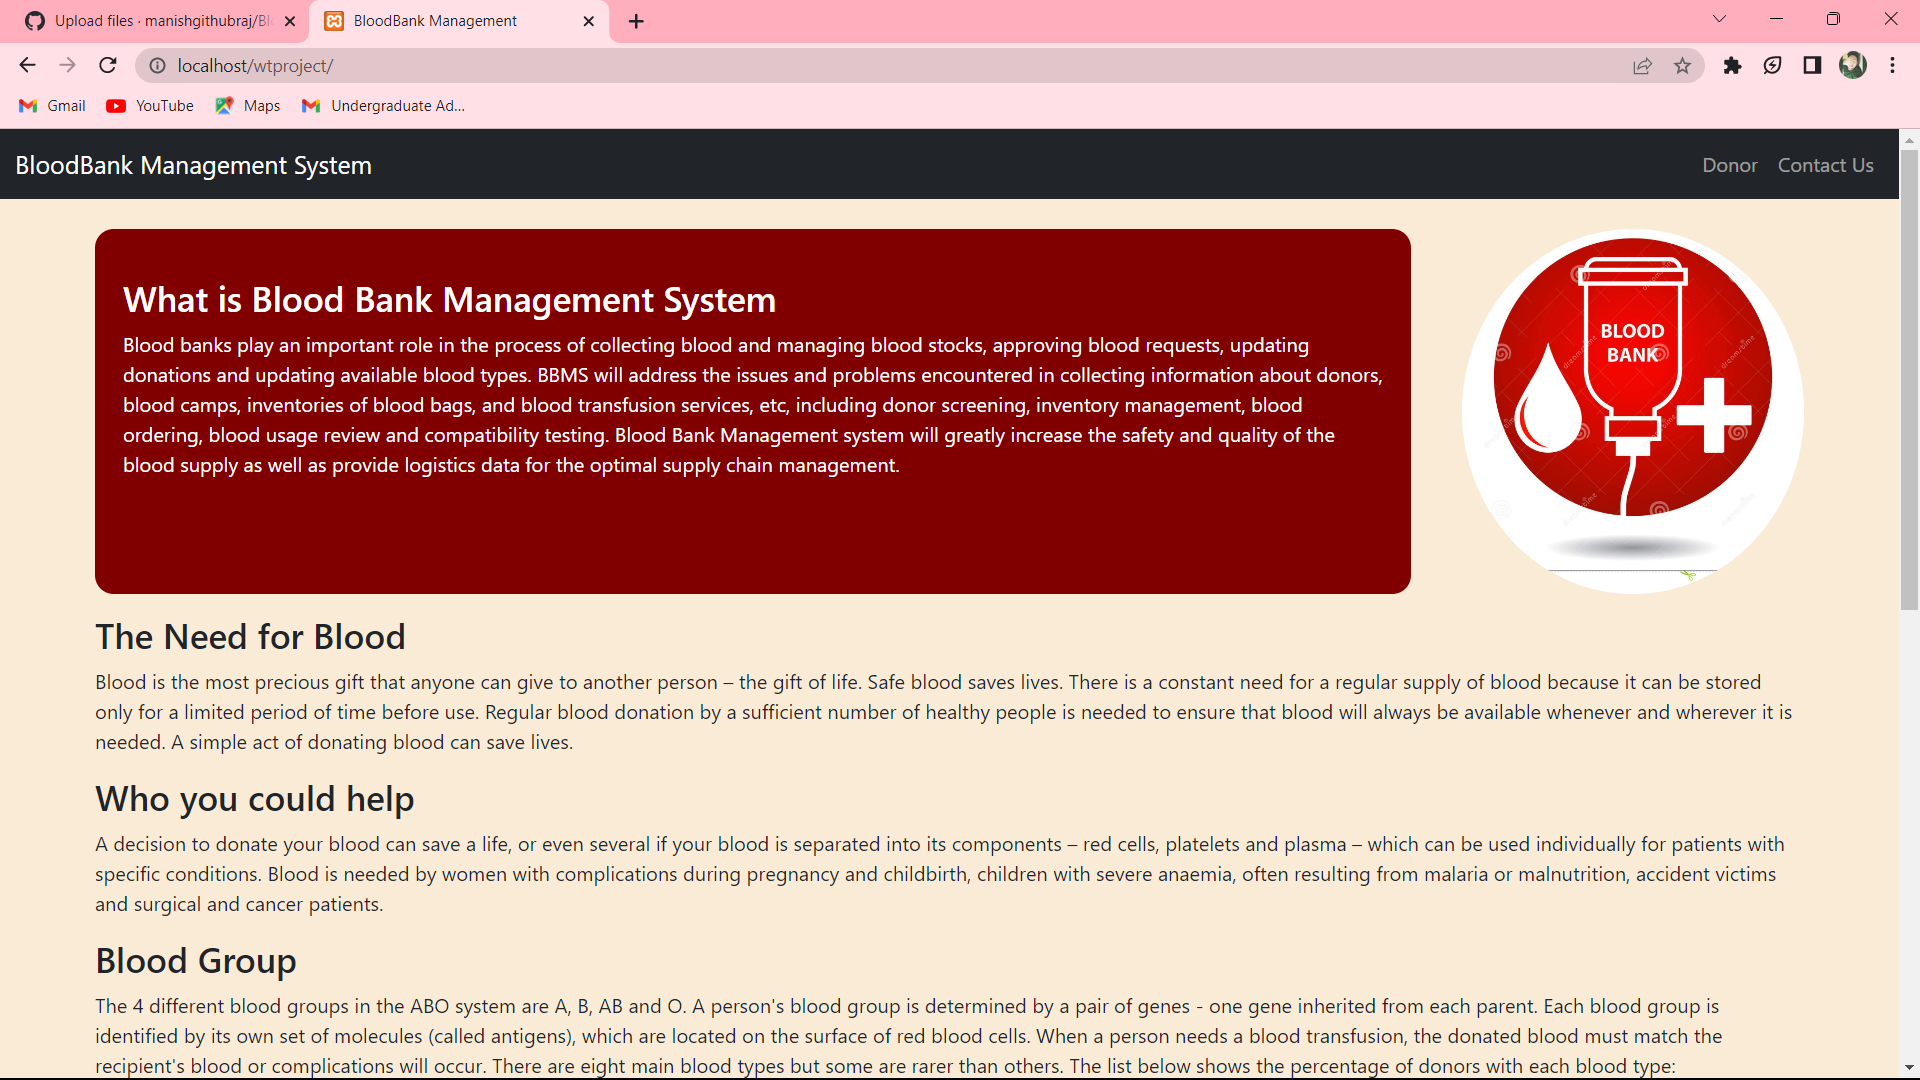 Upload files · manishgithubraj/Bl
BloodBank Management
localhost/wtproject/
Gmail
YouTube
Maps
Undergraduate Ad...
BloodBank Management System
Donor
Contact Us
What is Blood Bank Management System
Blood banks play an important role in the process of collecting blood and managing blood stocks, approving blood requests, updating
donations and updating available blood types. BBMS will address the issues and problems encountered in collecting information about donors,
blood camps, inventories of blood bags, and blood transfusion services, etc, including donor screening, inventory management, blood
ordering, blood usage review and compatibility testing. Blood Bank Management system will greatly increase the safety and quality of the
blood supply as well as provide logistics data for the optimal supply chain management.
BLOOD
BANK
The Need for Blood
Blood is the most precious gift that anyone can give to another person – the gift of life. Safe blood saves lives. There is a constant need for a regular supply of blood because it can be stored
only for a limited period of time before use. Regular blood donation by a sufficient number of healthy people is needed to ensure that blood will always be available whenever and wherever it is
needed. A simple act of donating blood can save lives.
Who you could help
A decision to donate your blood can save a life, or even several if your blood is separated into its components – red cells, platelets and plasma – which can be used individually for patients with
specific conditions. Blood is needed by women with complications during pregnancy and childbirth, children with severe anaemia, often resulting from malaria or malnutrition, accident victims
and surgical and cancer patients.
Blood Group
The 4 different blood groups in the ABO system are A, B, AB and O. A person's blood group is determined by a pair of genes - one gene inherited from each parent. Each blood group is
identified by its own set of molecules (called antigens), which are located on the surface of red blood cells. When a person needs a blood transfusion, the donated blood must match the
recipient's blood or complications will occur. There are eight main blood types but some are rarer than others. The list below shows the percentage of donors with each blood type: